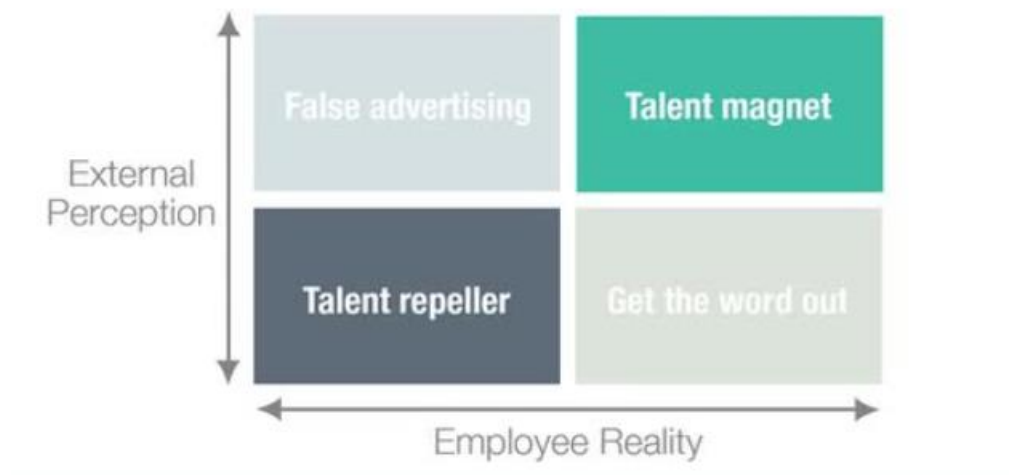 False advertising
Talent magnet
External
Perception
Talent repeller
Get the word out
Employee Reality